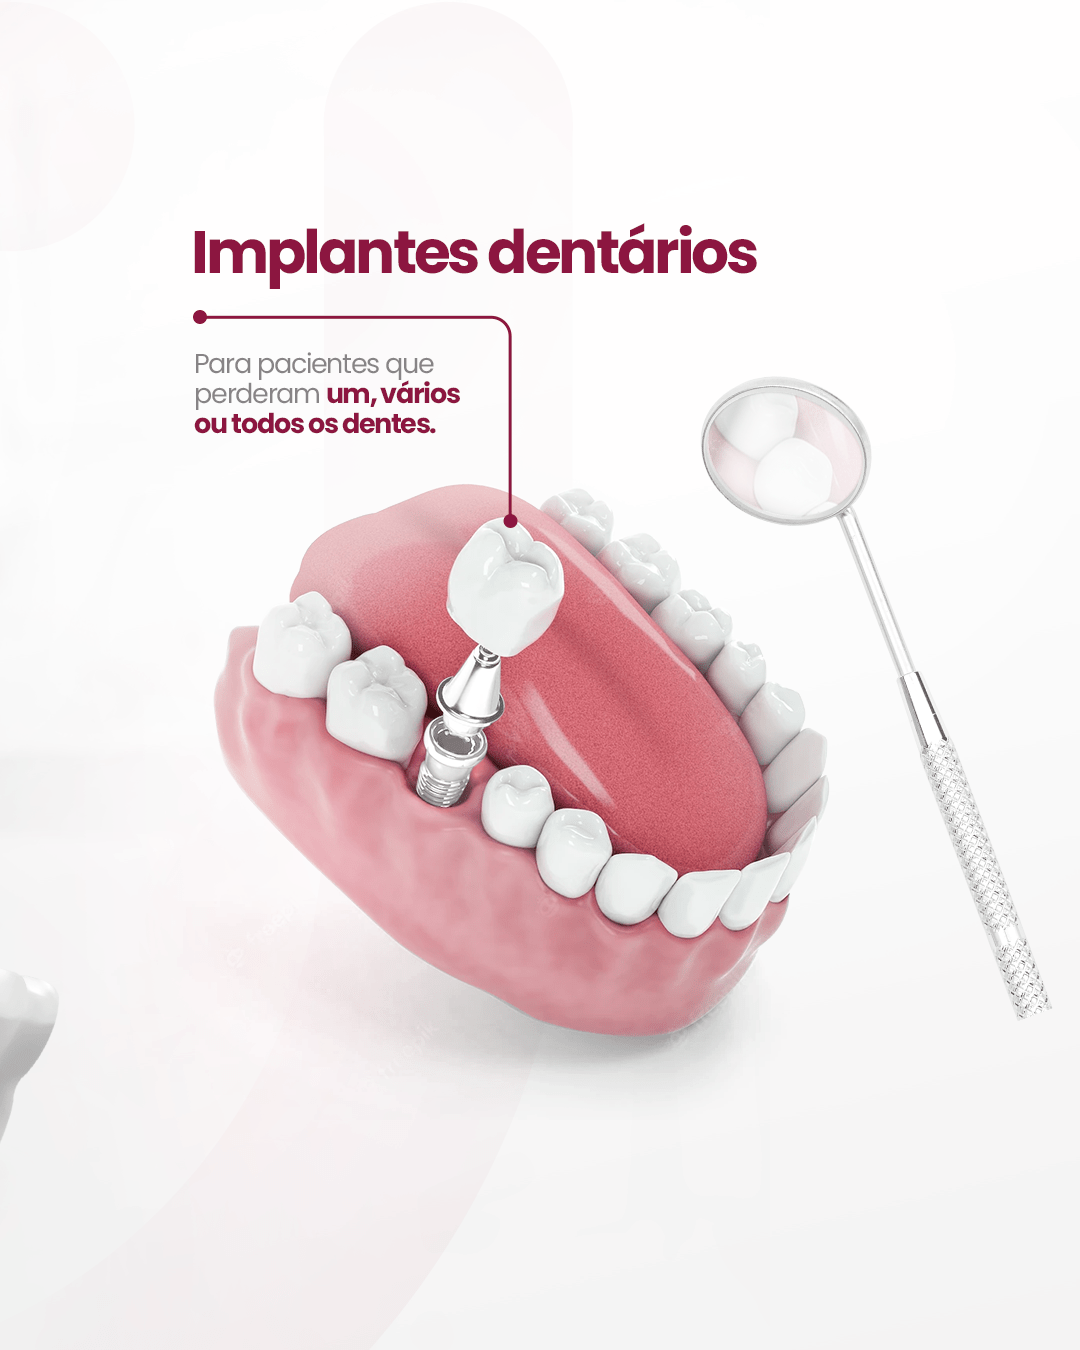 Implantes dentários
Para pacientes que
perderam um, vários
ou todos os dentes.